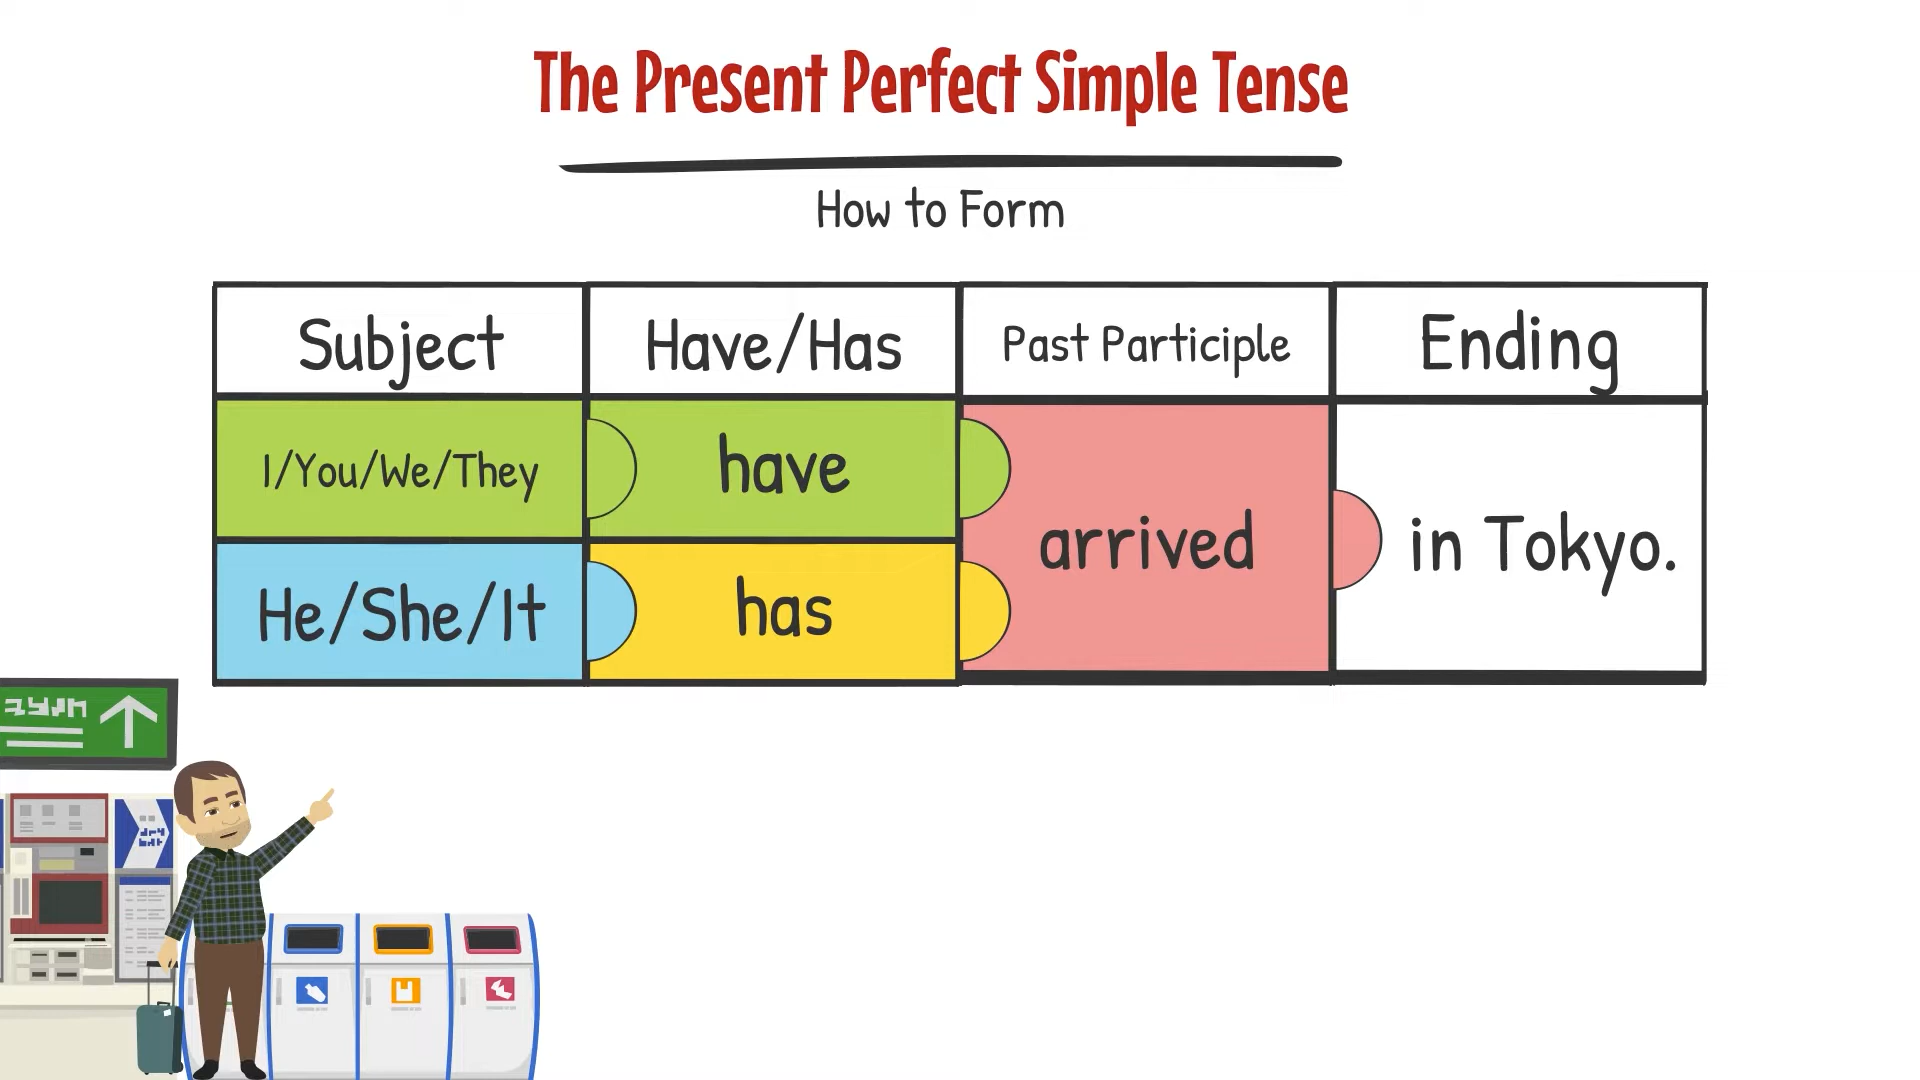 The Present Perfect Simple Tense
How to Form
Subject Have/Has Past Participle Ending
I/You/We/They have
arrived in Tokyo.
He/She/It has